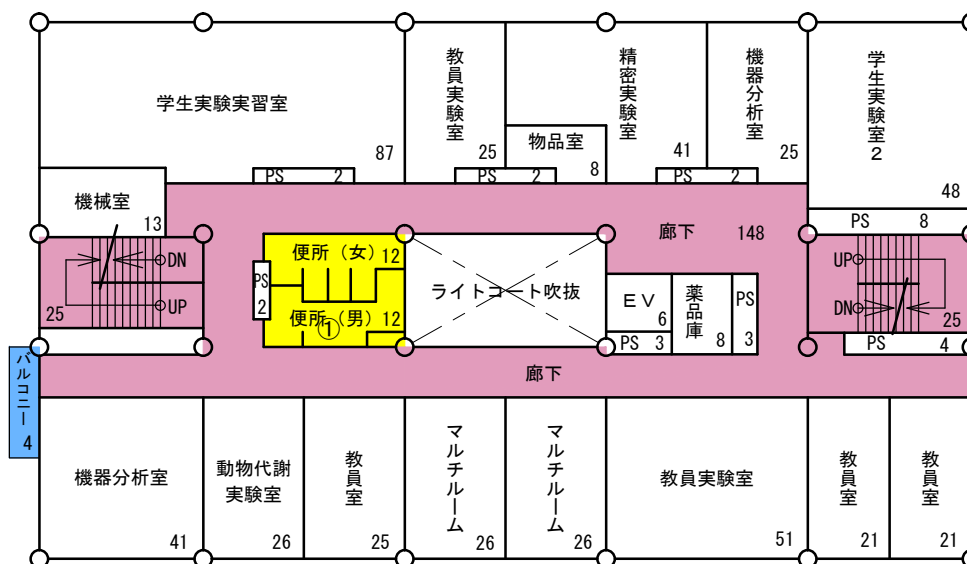 学生実験実習室
87
教員実験室
25
物品室
8
精密実験室
41
機器分析室
25
学生実験室2
48
PS 2
PS 2
PS 2
PS 8
機械室
13
DN
UP
25
便所（女）
12
PS 2
便所（男）
12
①
ライトコート吹抜
廊下 148
EV
6
PS 3
薬品庫
8
PS 3
UP
DN
25
PS 4
廊下
バルコニー 4
機器分析室
41
動物代謝
実験室
26
教員室
25
マルチルーム
26
マルチルーム
26
教員実験室
51
教員室
21
教員室
21